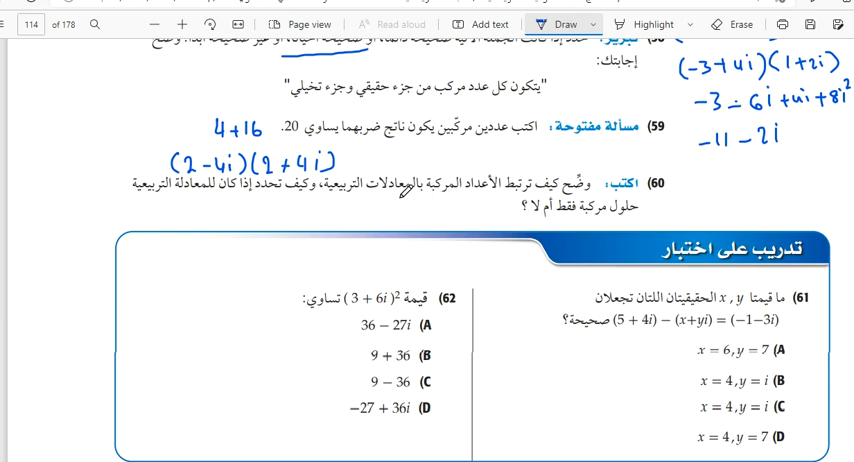 114 of 178
Page view
Read aloud
Add text
Draw
Highlight
Erase
إجابتك:
"يتكون كل عدد مركب من جزء حقيقي وجزء تخيلي"
(-3+4i)(1+2i)
-3-6i+4i+8i²
-11-2i
59) مسألة مفتوحة: اكتب عددين مركّبين يكون ناتج ضربهما يساوي 20.
4+16
(2-4i)(2+4i)
60) اكتب: وضِّح كيف ترتبط الأعداد المركبة بالمعادلات التربيعية، وكيف تحدد إذا كان للمعادلة التربيعية
حلول مركبة فقط أم لا؟
تدريب على اختبار
61) ما قيمتا x , y الحقيقيتان اللتان تجعلان
(5 + 4i) − (x+yi) = (−1−3i) صحيحة؟
x = 6, y = 7 (A
x = 4, y = i (B
x = 4, y = i (C
x = 4, y = 7 (D
62) قيمة (3 + 6i)² تساوي:
36 − 27i (A
9 + 36 (B
9 − 36 (C
−27 + 36i (D